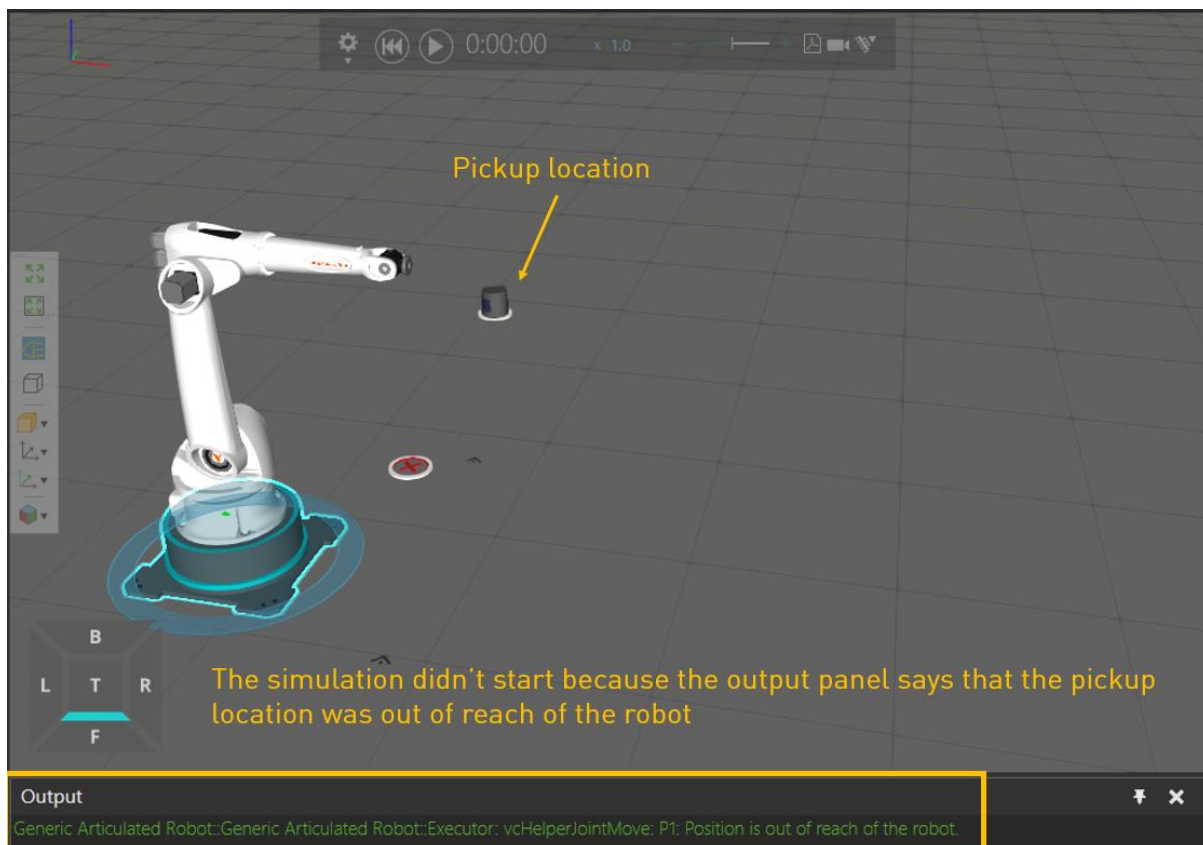 0:00:00
x 1.0
Pickup location
B
L T R
F
The simulation didn't start because the output panel says that the pickup
location was out of reach of the robot
Output
Generic Articulated Robot::Generic Articulated Robot::Executor: vcHelperJointMove: P1: Position is out of reach of the robot.